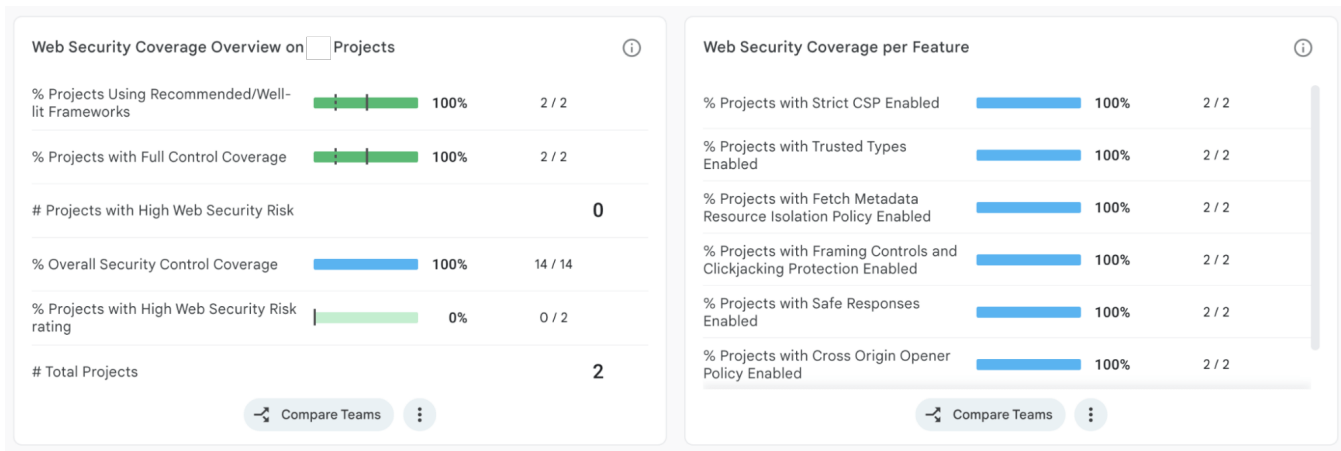 Web Security Coverage Overview on Projects
% Projects Using Recommended/Well-
lit Frameworks
100%
2 / 2
% Projects with Full Control Coverage
100%
2 / 2
# Projects with High Web Security Risk
0
% Overall Security Control Coverage
100%
14 / 14
% Projects with High Web Security Risk
rating
0%
0 / 2
# Total Projects
2
Compare Teams
Web Security Coverage per Feature
% Projects with Strict CSP Enabled
100%
2 / 2
% Projects with Trusted Types
Enabled
100%
2 / 2
% Projects with Fetch Metadata
Resource Isolation Policy Enabled
100%
2 / 2
% Projects with Framing Controls and
Clickjacking Protection Enabled
100%
2 / 2
% Projects with Safe Responses
Enabled
100%
2 / 2
% Projects with Cross Origin Opener
Policy Enabled
100%
2 / 2
Compare Teams